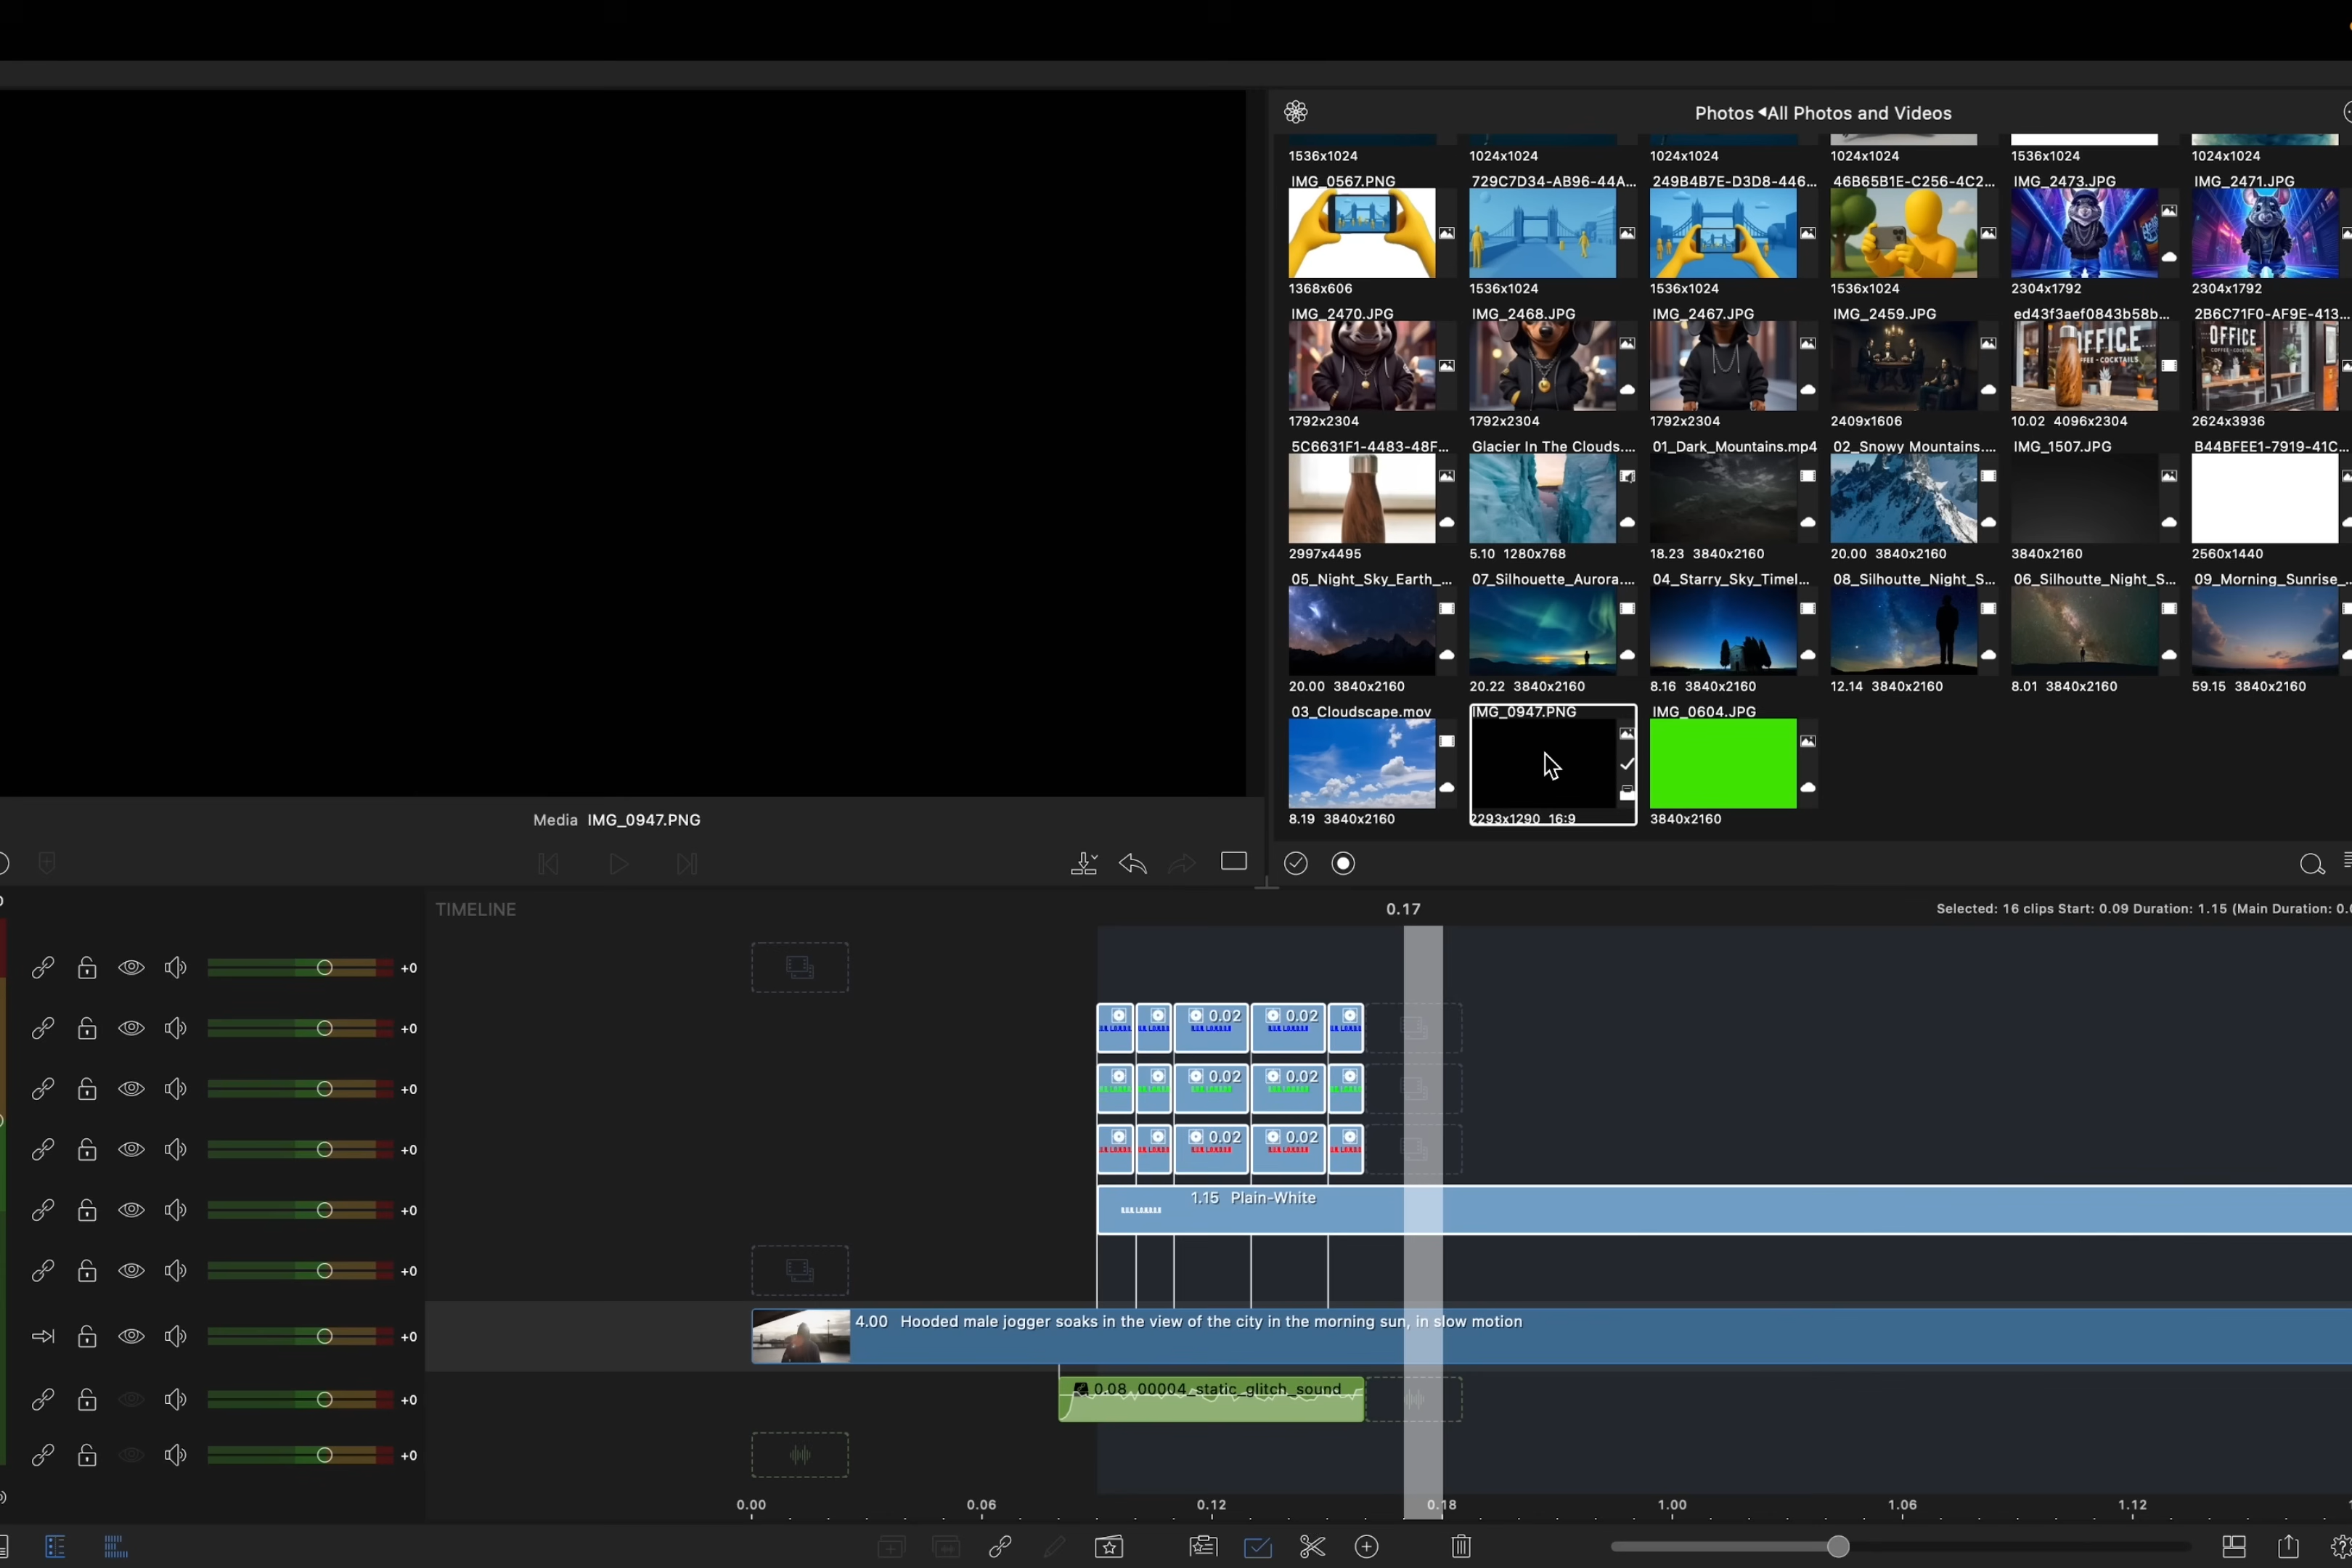 Photos ◂All Photos and Videos
1536x1024 1024x1024 1024x1024 1024x1024 1536x1024 1024x1024
IMG_0567.PNG 729C7D34-AB96-44A... 249B4B7E-D3D8-446... 46B65B1E-C256-4C2... IMG_2473.JPG IMG_2471.JPG
1368x606 1536x1024 1536x1024 1536x1024 2304x1792 2304x1792
IMG_2470.JPG IMG_2468.JPG IMG_2467.JPG IMG_2459.JPG ed43f3aef0843b58b... 2B6C71F0-AF9E-413...
OFFICE
FFEE·COCKTAILS
OFFICE
1792x2304 1792x2304 1792x2304 2409x1606 10.02 4096x2304 2624x3936
5C6631F1-4483-48F... Glacier In The Clouds.... 01_Dark_Mountains.mp4 02_Snowy Mountains.... IMG_1507.JPG B44BFEE1-7919-41C...
2997x4495 5.10 1280x768 18.23 3840x2160 20.00 3840x2160 3840x2160 2560x1440
05_Night_Sky_Earth_... 07_Silhouette_Aurora.... 04_Starry_Sky_Timel... 08_Silhoutte_Night_S... 06_Silhoutte_Night_S... 09_Morning_Sunrise_...
20.00 3840x2160 20.22 3840x2160 8.16 3840x2160 12.14 3840x2160 8.01 3840x2160 59.15 3840x2160
03_Cloudscape.mov IMG_0947.PNG IMG_0604.JPG
8.19 3840x2160 2293x1290 16:9 3840x2160
Media IMG_0947.PNG
TIMELINE 0.17 Selected: 16 clips Start: 0.09 Duration: 1.15 (Main Duration:
+0
+0 0.02 0.02
+0 0.02 0.02
+0 0.02 0.02
+0 1.15 Plain-White
+0
+0 4.00 Hooded male jogger soaks in the view of the city in the morning sun, in slow motion
+0 0.08 00004_static_glitch_sound
+0
0.00 0.06 0.12 0.18 1.00 1.06 1.12